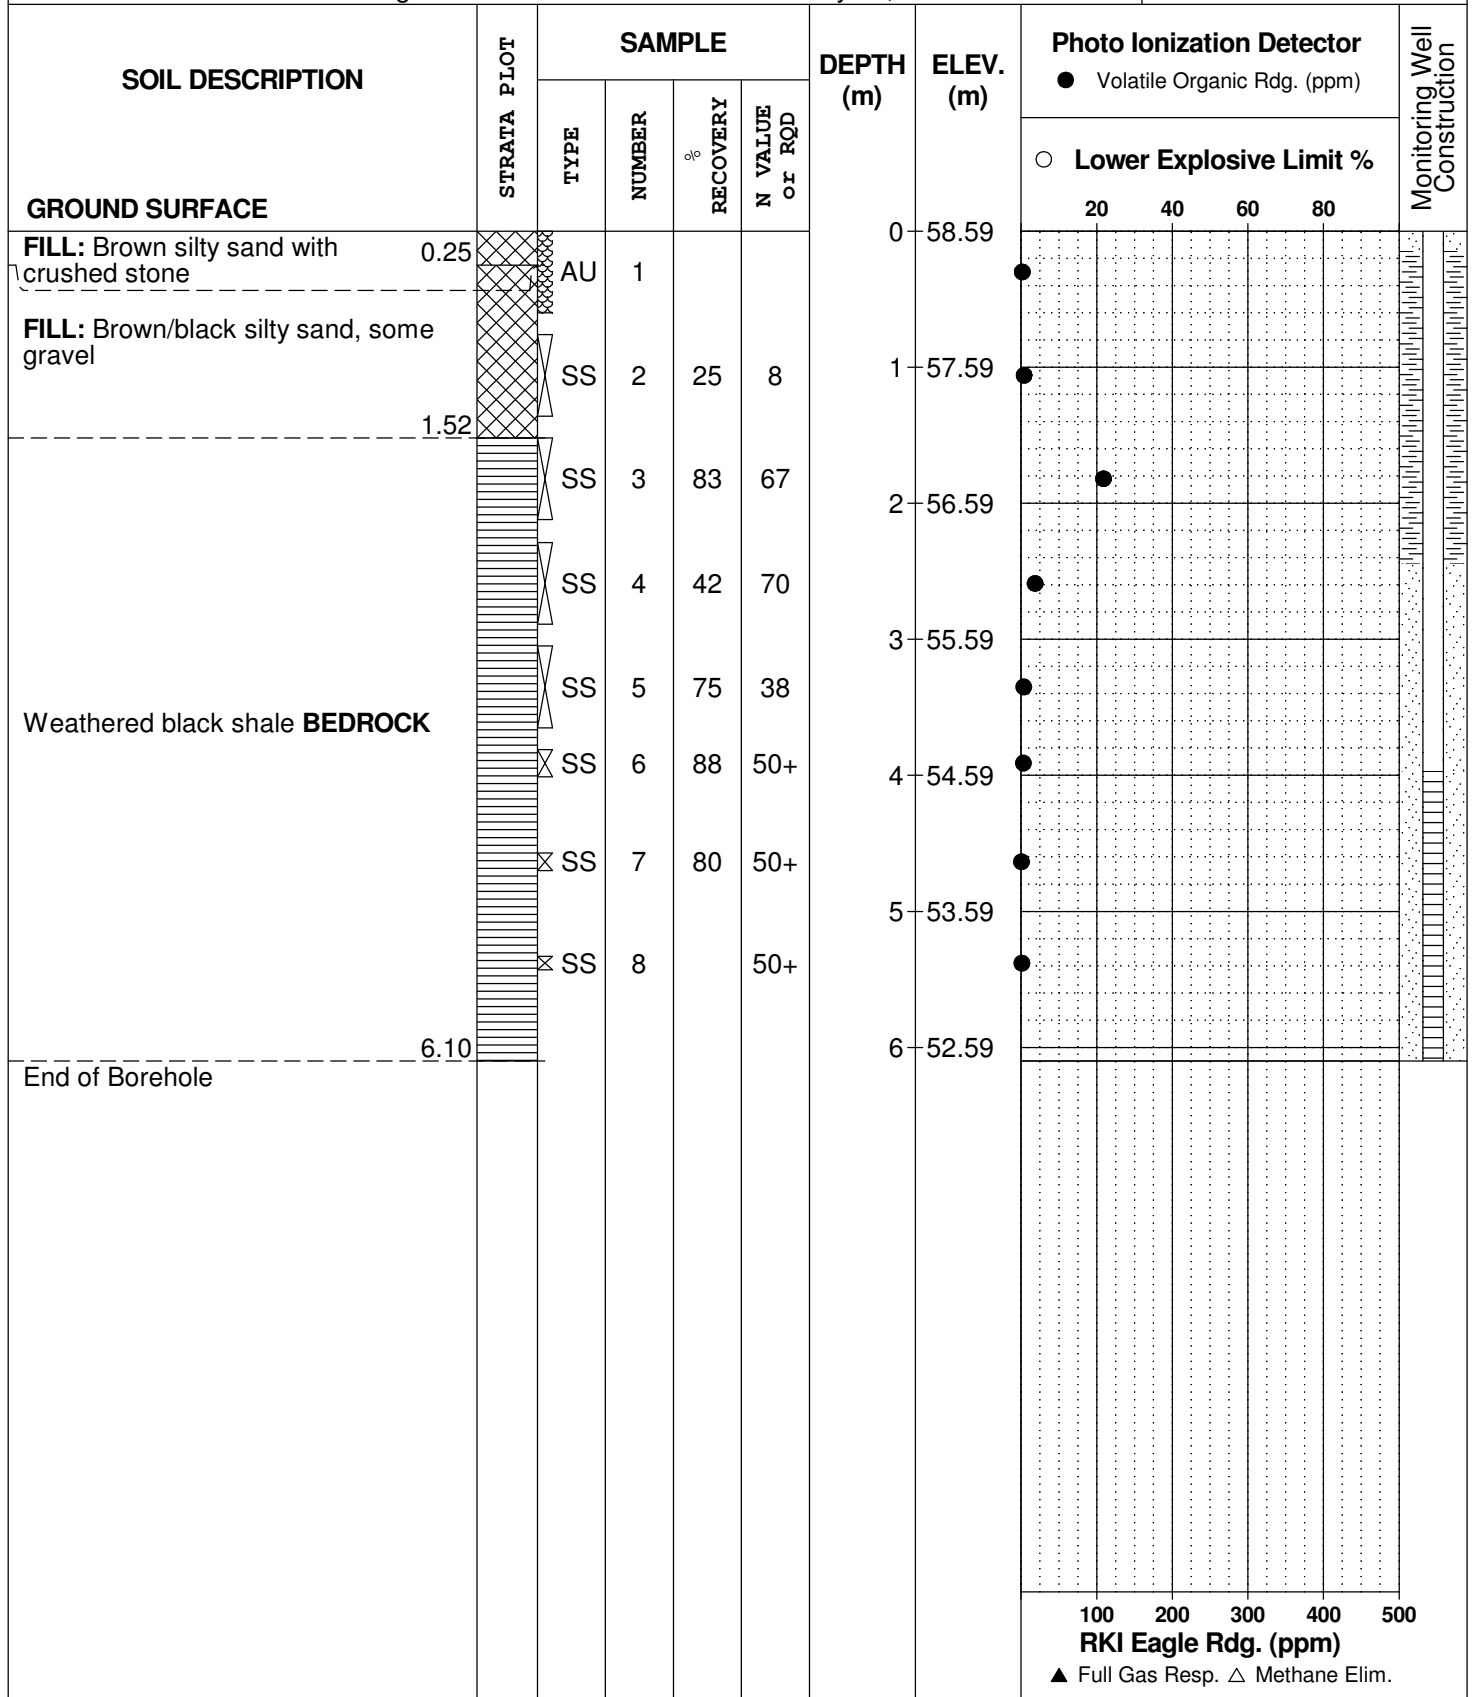 SOIL DESCRIPTION
GROUND SURFACE
STRATA PLOT
SAMPLE
TYPE
NUMBER
%
RECOVERY
N VALUE
or RQD
DEPTH
(m)
ELEV.
(m)
Photo Ionization Detector
● Volatile Organic Rdg. (ppm)
○ Lower Explosive Limit %
20 40 60 80
Monitoring Well
Construction
0 58.59
FILL: Brown silty sand with 0.25
crushed stone
AU 1
FILL: Brown/black silty sand, some
gravel
1 57.59
SS 2 25 8
1.52
SS 3 83 67
2 56.59
SS 4 42 70
3 55.59
SS 5 75 38
Weathered black shale BEDROCK
SS 6 88 50+
4 54.59
SS 7 80 50+
5 53.59
SS 8 50+
6.10
6 52.59
End of Borehole
100 200 300 400 500
RKI Eagle Rdg. (ppm)
▲ Full Gas Resp. △ Methane Elim.